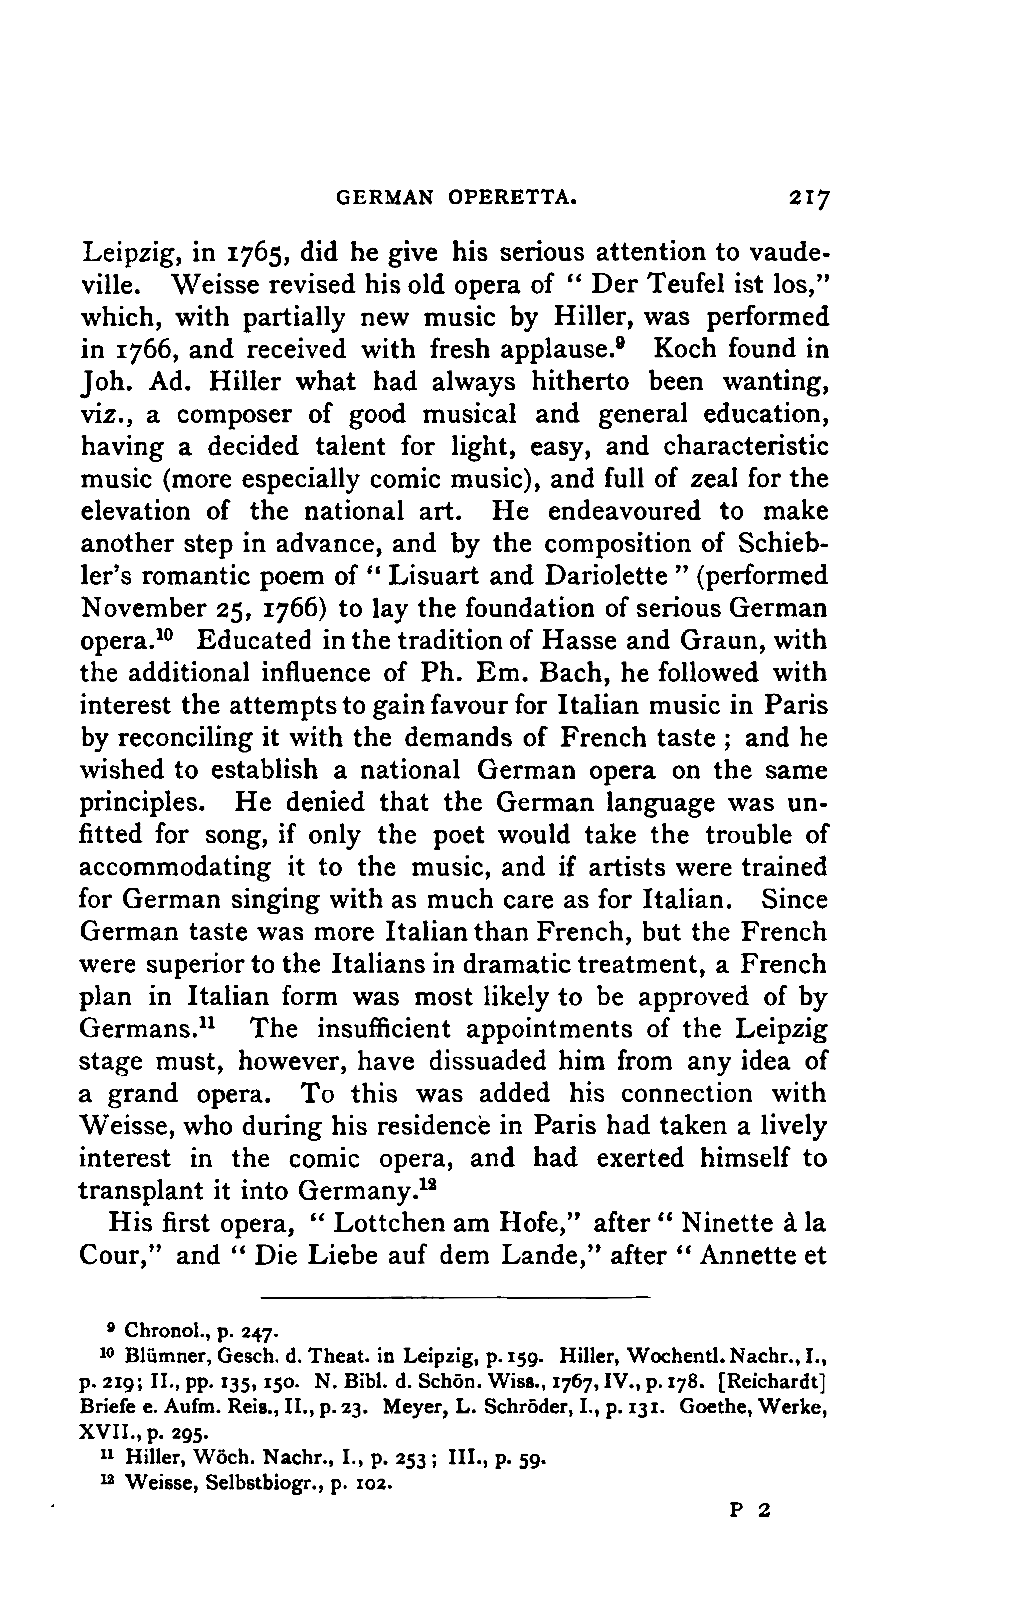 GERMAN OPERETTA. 217
Leipzig, in 1765, did he give his serious attention to vaude-
ville. Weisse revised his old opera of “ Der Teufel ist los,”
which, with partially new music by Hiller, was performed
in 1766, and received with fresh applause.⁹ Koch found in
Joh. Ad. Hiller what had always hitherto been wanting,
viz., a composer of good musical and general education,
having a decided talent for light, easy, and characteristic
music (more especially comic music), and full of zeal for the
elevation of the national art. He endeavoured to make
another step in advance, and by the composition of Schieb-
ler’s romantic poem of “ Lisuart and Dariolette ” (performed
November 25, 1766) to lay the foundation of serious German
opera.¹⁰ Educated in the tradition of Hasse and Graun, with
the additional influence of Ph. Em. Bach, he followed with
interest the attempts to gain favour for Italian music in Paris
by reconciling it with the demands of French taste ; and he
wished to establish a national German opera on the same
principles. He denied that the German language was un-
fitted for song, if only the poet would take the trouble of
accommodating it to the music, and if artists were trained
for German singing with as much care as for Italian. Since
German taste was more Italian than French, but the French
were superior to the Italians in dramatic treatment, a French
plan in Italian form was most likely to be approved of by
Germans.¹¹ The insufficient appointments of the Leipzig
stage must, however, have dissuaded him from any idea of
a grand opera. To this was added his connection with
Weisse, who during his residence in Paris had taken a lively
interest in the comic opera, and had exerted himself to
transplant it into Germany.¹²
His first opera, “ Lottchen am Hofe,” after “ Ninette à la
Cour,” and “ Die Liebe auf dem Lande,” after “ Annette et
⁹ Chronol., p. 247.
¹⁰ Blümner, Gesch. d. Theat. in Leipzig, p. 159. Hiller, Wochentl. Nachr., I.,
p. 219; II., pp. 135, 150. N. Bibl. d. Schön. Wiss., 1767, IV., p. 178. [Reichardt]
Briefe e. Aufm. Reis., II., p. 23. Meyer, L. Schröder, I., p. 131. Goethe, Werke,
XVII., p. 295.
¹¹ Hiller, Wöch. Nachr., I., p. 253 ; III., p. 59.
¹² Weisse, Selbstbiogr., p. 102.
P 2